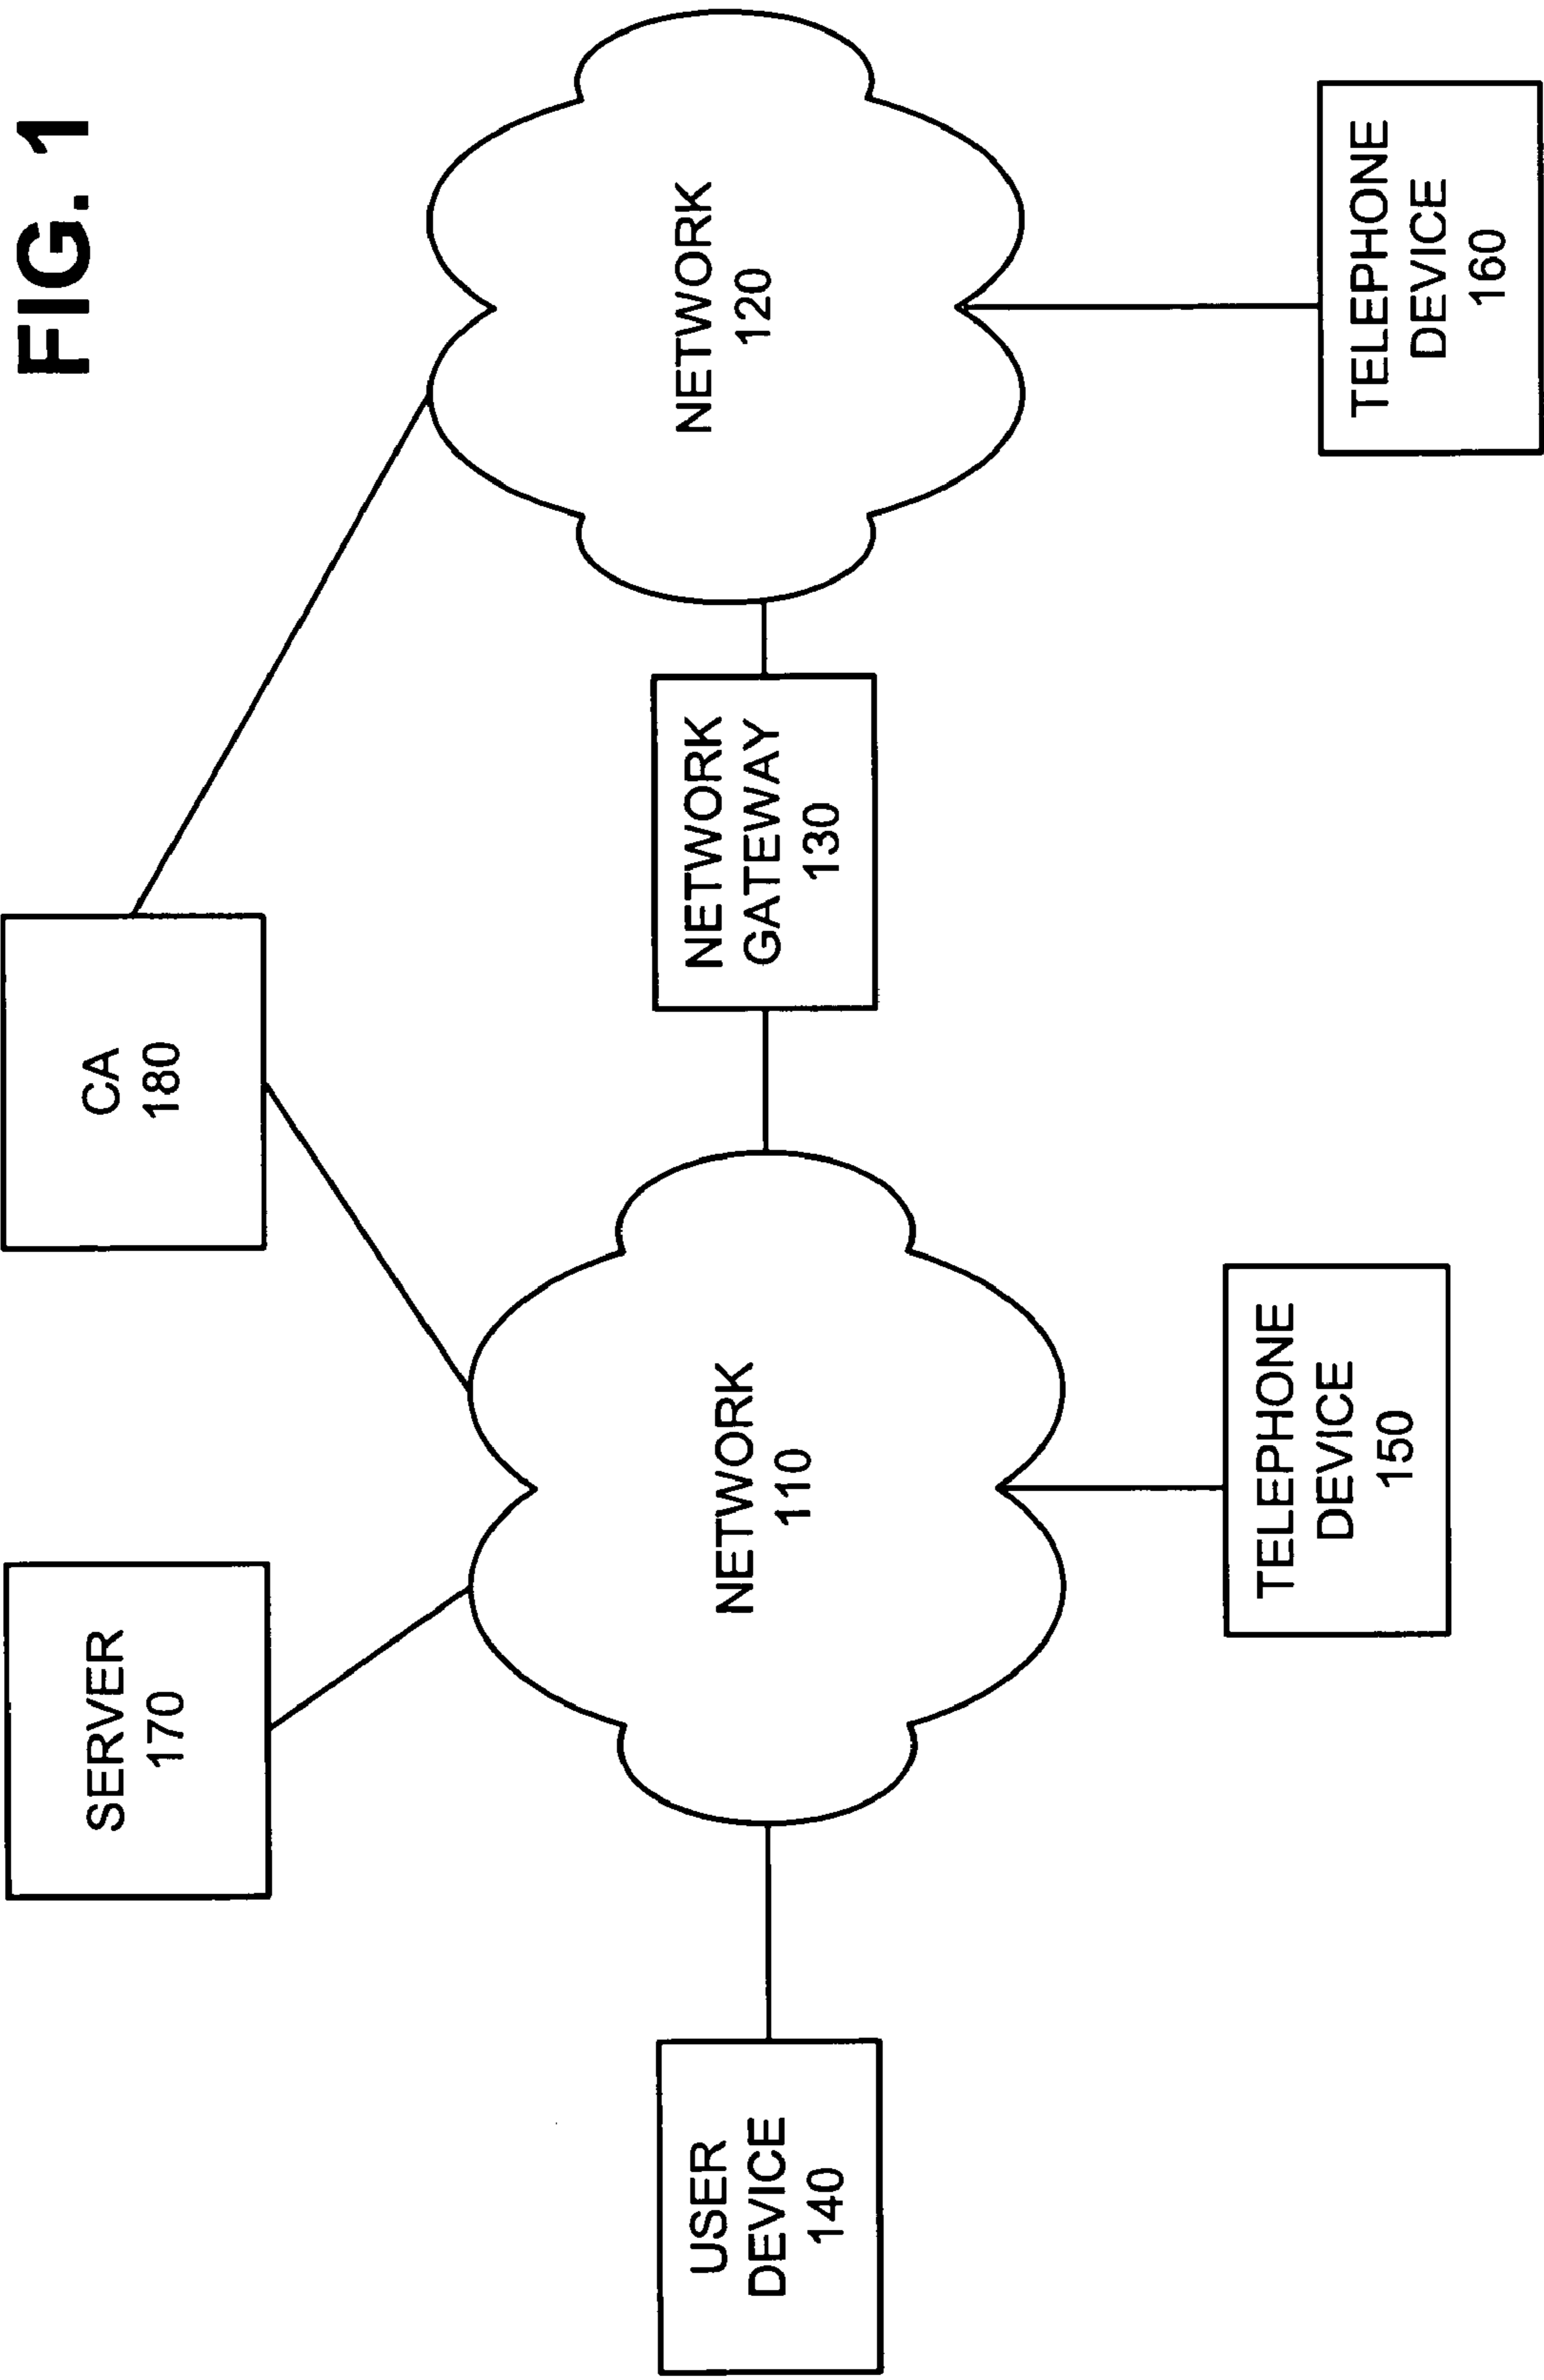 FIG. 1
SERVER
170
CA
180
USER
DEVICE
140
NETWORK
110
NETWORK
GATEWAY
130
NETWORK
120
TELEPHONE
DEVICE
150
TELEPHONE
DEVICE
160